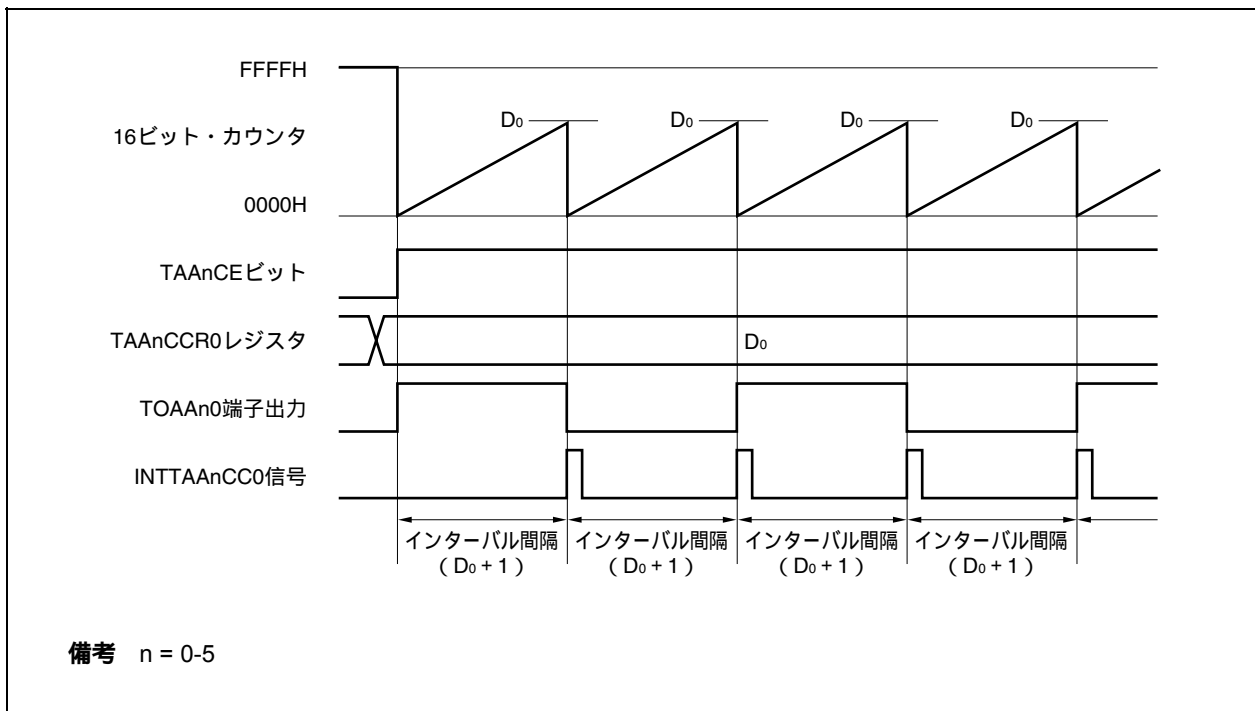 FFFFH
D₀ D₀ D₀ D₀
16ビット・カウンタ
0000H
TAAnCEビット
TAAnCCR0レジスタ D₀
TOAAn0端子出力
INTTAAnCC0信号
インターバル間隔 インターバル間隔 インターバル間隔 インターバル間隔
（D₀ + 1） （D₀ + 1） （D₀ + 1） （D₀ + 1）
備考 n = 0-5